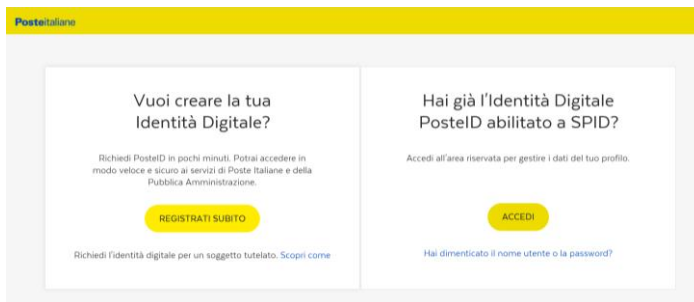 Posteitaliane
Vuoi creare la tua
Identità Digitale?
Richiedi PosteID in pochi minuti. Potrai accedere in
modo veloce e sicuro ai servizi di Poste Italiane e della
Pubblica Amministrazione.
REGISTRATI SUBITO
Richiedi l'identità digitale per un soggetto tutelato. Scopri come
Hai già l'Identità Digitale
PosteID abilitato a SPID?
Accedi all'area riservata per gestire i dati del tuo profilo.
ACCEDI
Hai dimenticato il nome utente o la password?